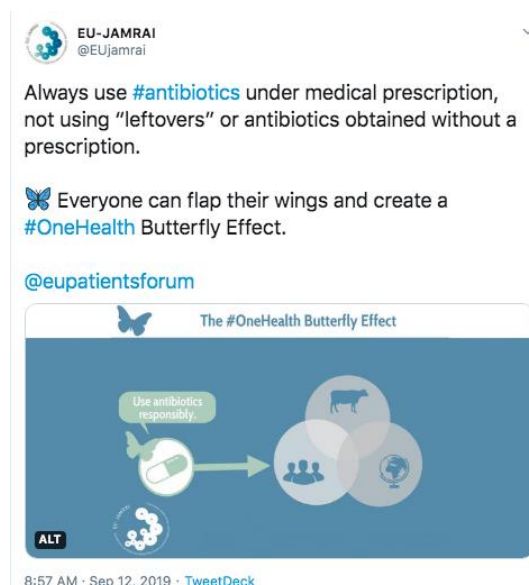 EU-JAMRAI
@EUjamrai
Always use #antibiotics under medical prescription,
not using “leftovers” or antibiotics obtained without a
prescription.
🦋 Everyone can flap their wings and create a
#OneHealth Butterfly Effect.
@eupatientsforum
The #OneHealth Butterfly Effect
Use antibiotics
responsibly.
EU-JAMRAI
ALT
8:57 AM · Sep 12, 2019 · TweetDeck